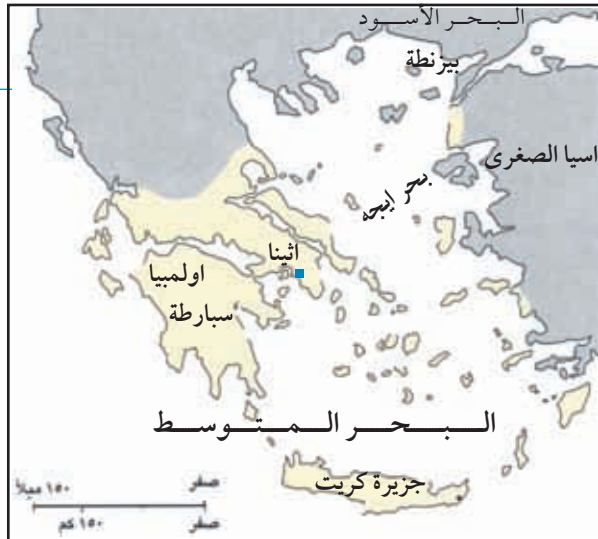 البحر الأسود
بيزنطة
اسيا الصغرى
بحر ايجه
اثينا
اولمبيا
سبارطة
البحر المتوسط
جزيرة كريت
صفر ١٥٠ ميلاً
صفر ١٥٠ كم